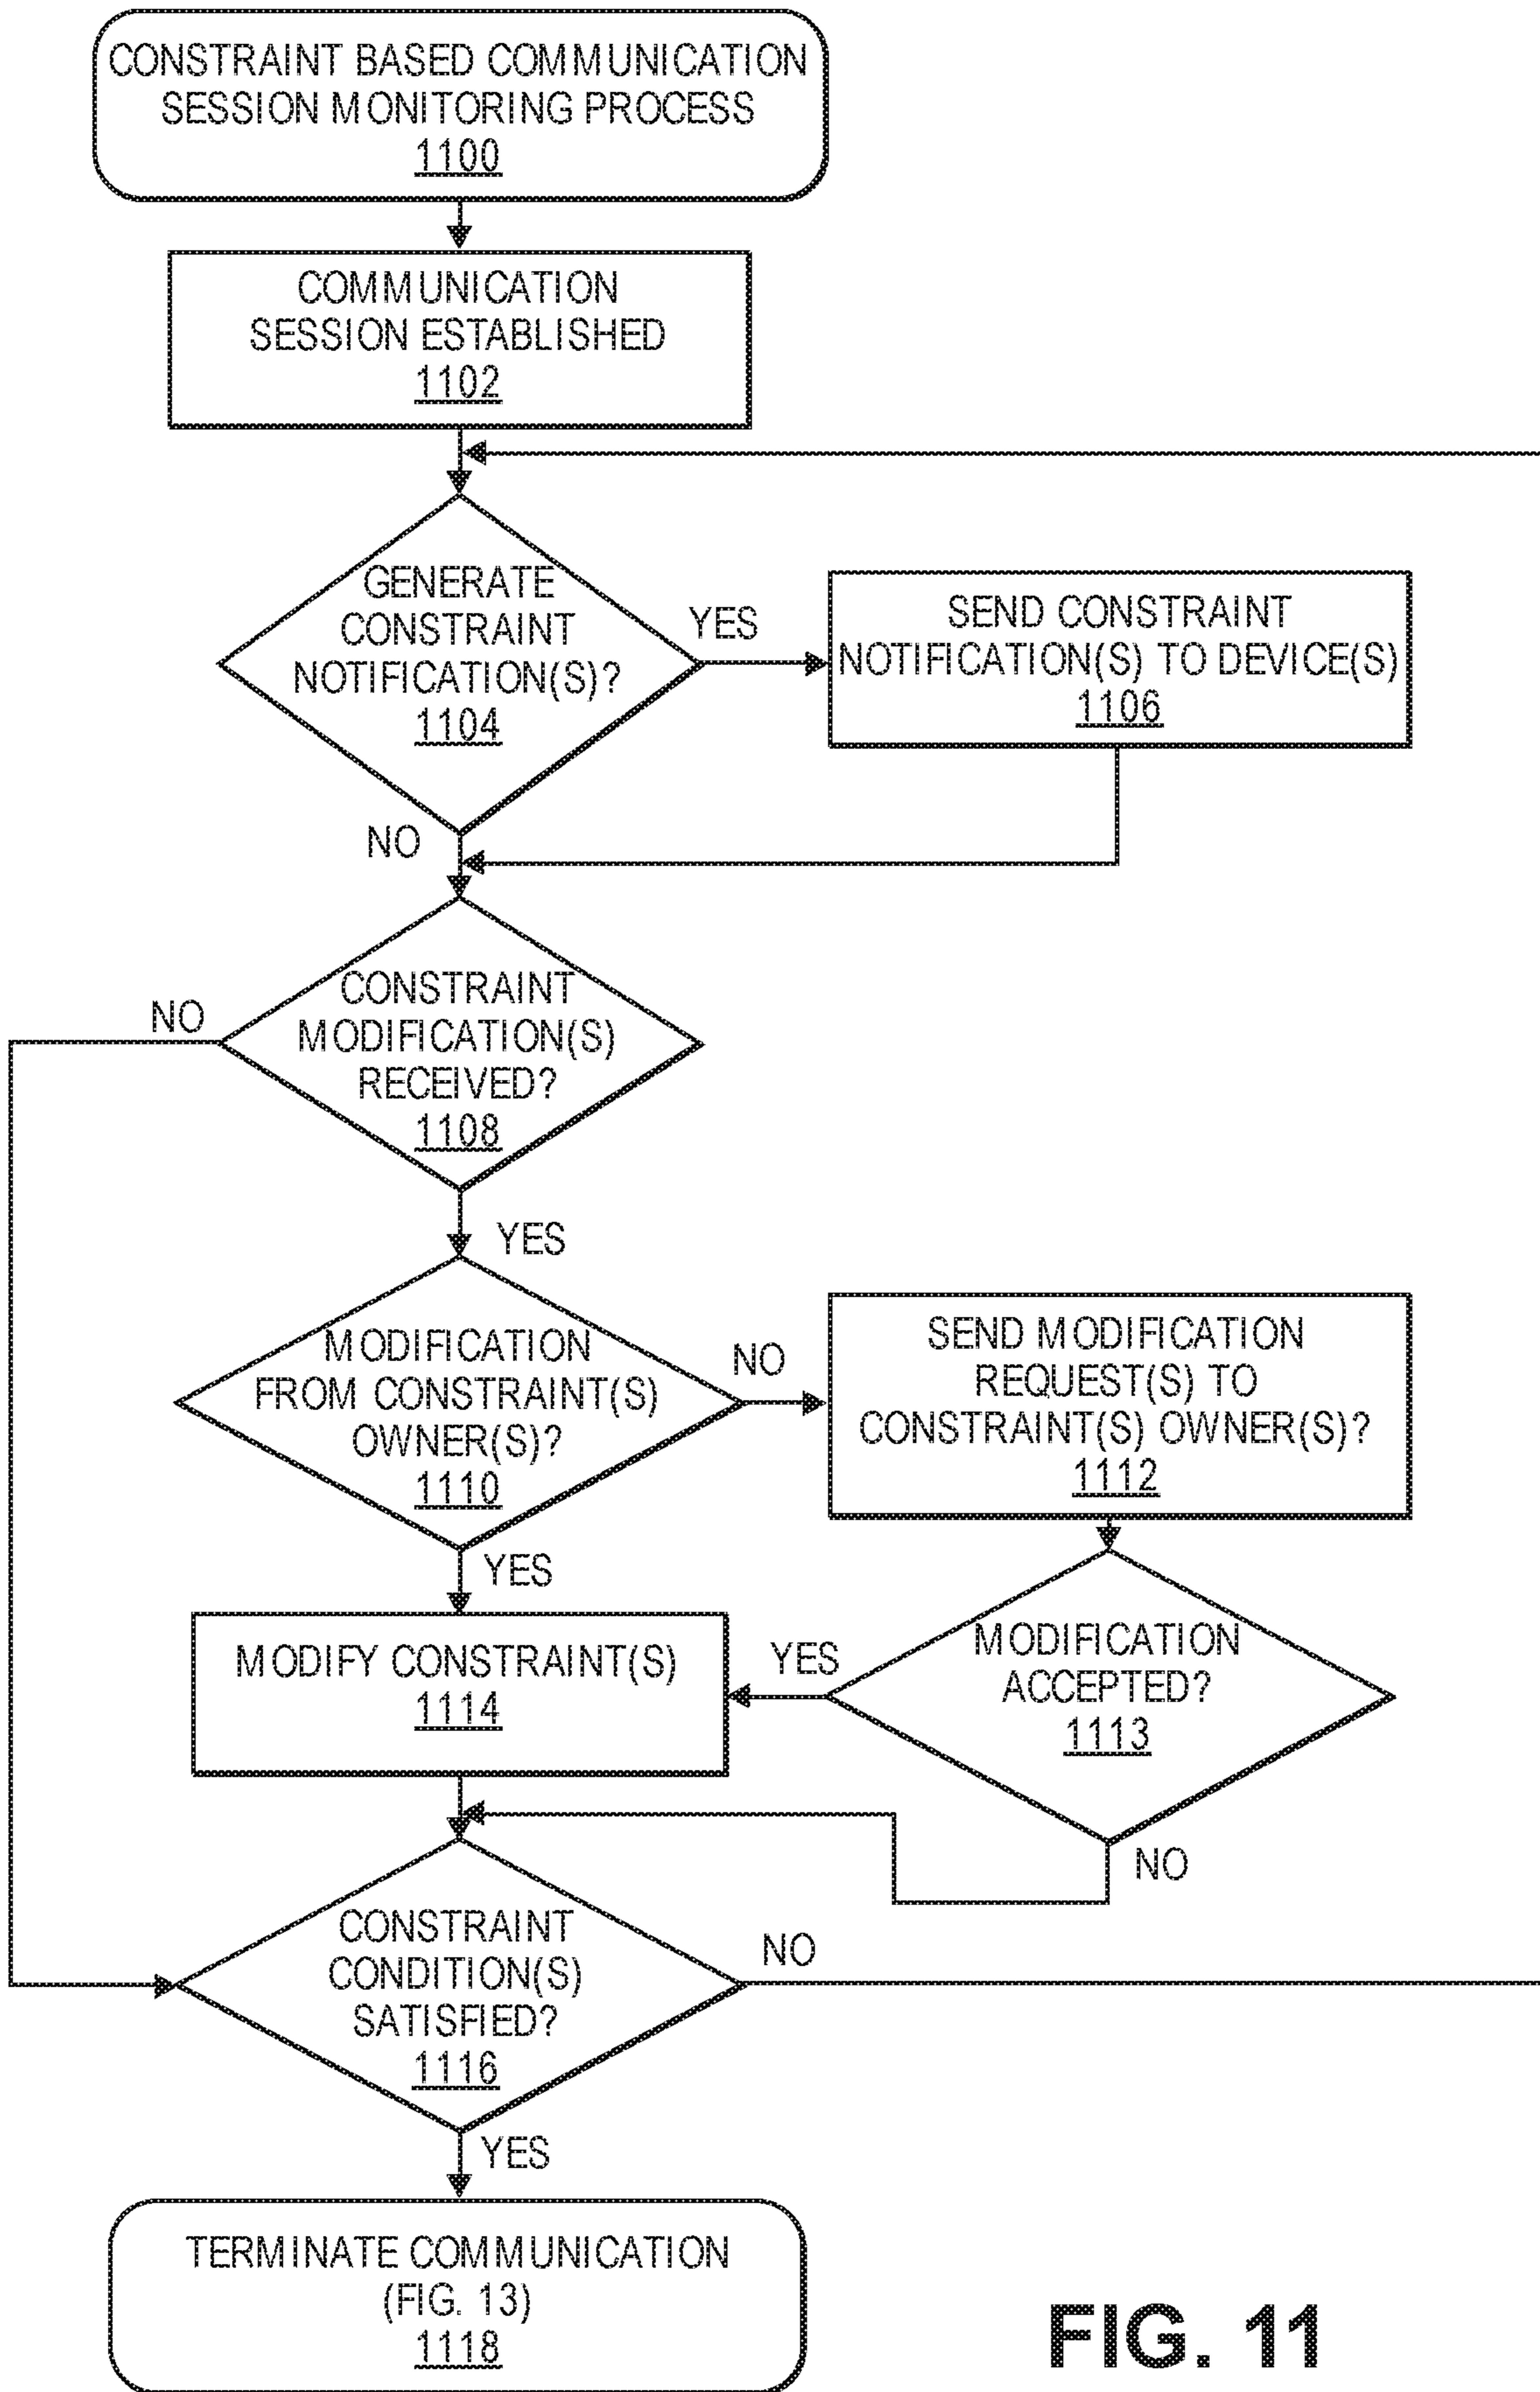 CONSTRAINT BASED COMMUNICATION
SESSION MONITORING PROCESS
1100
COMMUNICATION
SESSION ESTABLISHED
1102
GENERATE
CONSTRAINT
NOTIFICATION(S)?
1104
YES
SEND CONSTRAINT
NOTIFICATION(S) TO DEVICE(S)
1106
NO
CONSTRAINT
MODIFICATION(S)
RECEIVED?
1108
NO
YES
MODIFICATION
FROM CONSTRAINT(S)
OWNER(S)?
1110
NO
SEND MODIFICATION
REQUEST(S) TO
CONSTRAINT(S) OWNER(S)?
1112
YES
MODIFY CONSTRAINT(S)
1114
YES
MODIFICATION
ACCEPTED?
1113
NO
CONSTRAINT
CONDITION(S)
SATISFIED?
1116
NO
YES
TERMINATE COMMUNICATION
(FIG. 13)
1118
FIG. 11